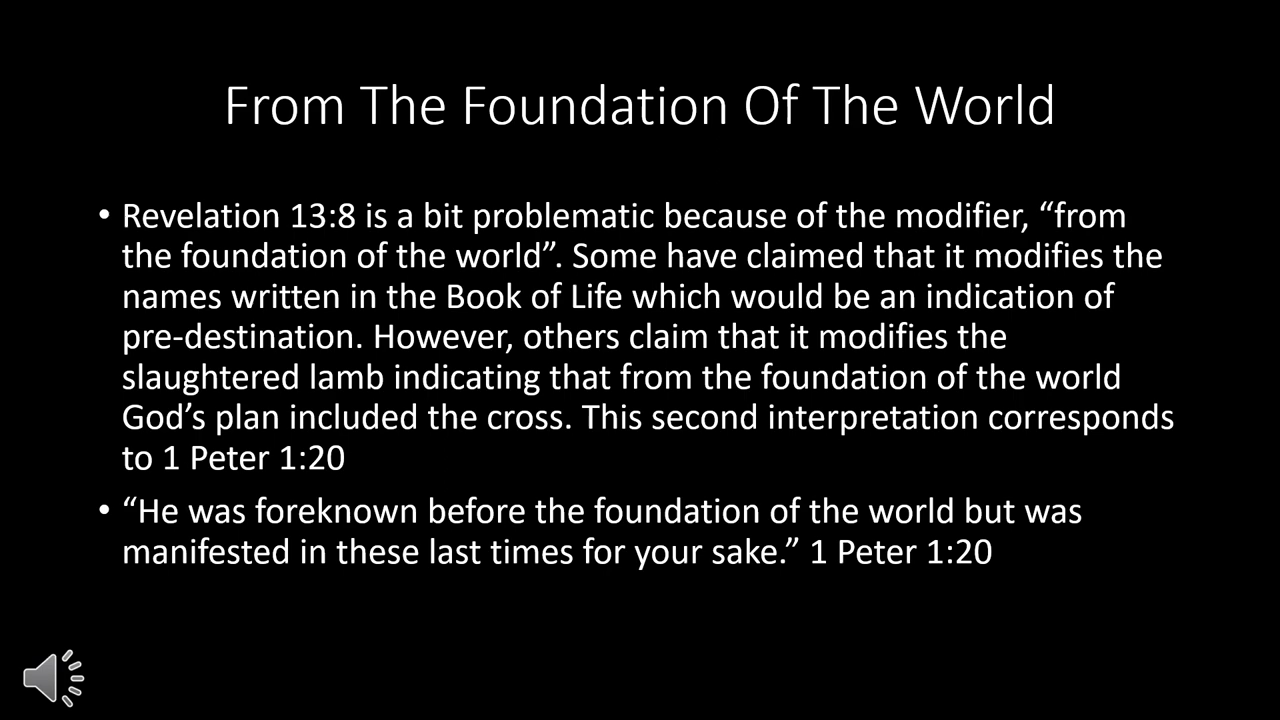 From The Foundation Of The World
• Revelation 13:8 is a bit problematic because of the modifier, “from
the foundation of the world”. Some have claimed that it modifies the
names written in the Book of Life which would be an indication of
pre-destination. However, others claim that it modifies the
slaughtered lamb indicating that from the foundation of the world
God’s plan included the cross. This second interpretation corresponds
to 1 Peter 1:20
• “He was foreknown before the foundation of the world but was
manifested in these last times for your sake.” 1 Peter 1:20